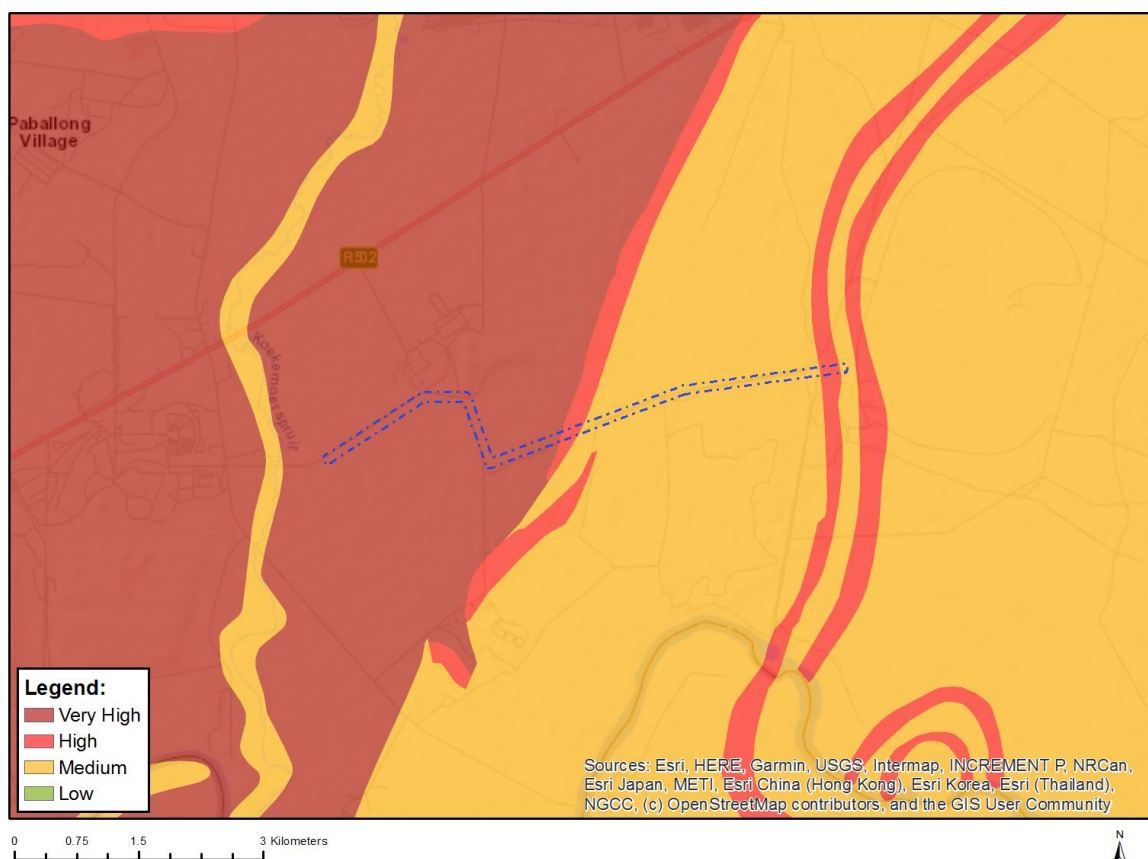 Paballong
Village
R502
Koekemoerspruit
Legend:
Very High
High
Medium
Low
Sources: Esri, HERE, Garmin, USGS, Intermap, INCREMENT P, NRCan,
Esri Japan, METI, Esri China (Hong Kong), Esri Korea, Esri (Thailand),
NGCC, (c) OpenStreetMap contributors, and the GIS User Community
0 0.75 1.5 3 Kilometers
N